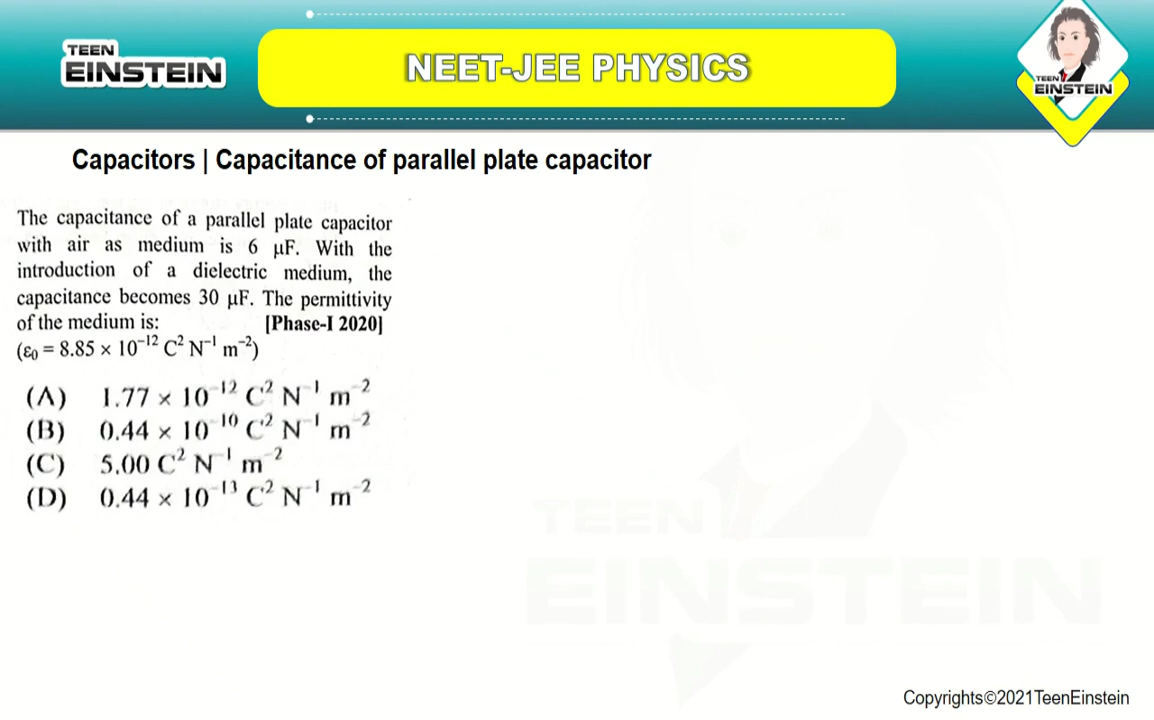 TEEN
EINSTEIN
NEET-JEE PHYSICS
TEEN
EINSTEIN
Capacitors | Capacitance of parallel plate capacitor
The capacitance of a parallel plate capacitor
with air as medium is 6 μF. With the
introduction of a dielectric medium, the
capacitance becomes 30 μF. The permittivity
of the medium is: [Phase-I 2020]
(ε₀ = 8.85 × 10⁻¹² C² N⁻¹ m⁻²)
(A) 1.77 × 10⁻¹² C² N⁻¹ m⁻²
(B) 0.44 × 10⁻¹⁰ C² N⁻¹ m⁻²
(C) 5.00 C² N⁻¹ m⁻²
(D) 0.44 × 10⁻¹³ C² N⁻¹ m⁻²
TEEN
EINSTEIN
Copyrights©2021TeenEinstein